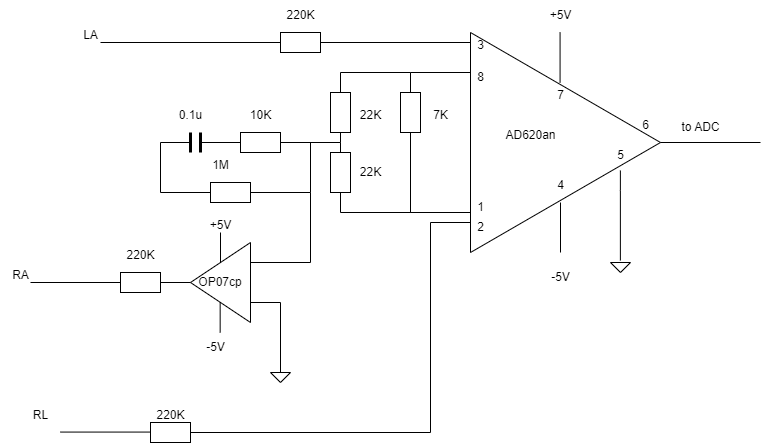 220K
+5V
LA
3
8
7
0.1u
10K
22K
7K
6
to ADC
AD620an
1M
5
22K
4
1
+5V
2
220K
RA
OP07cp
-5V
-5V
RL
220K